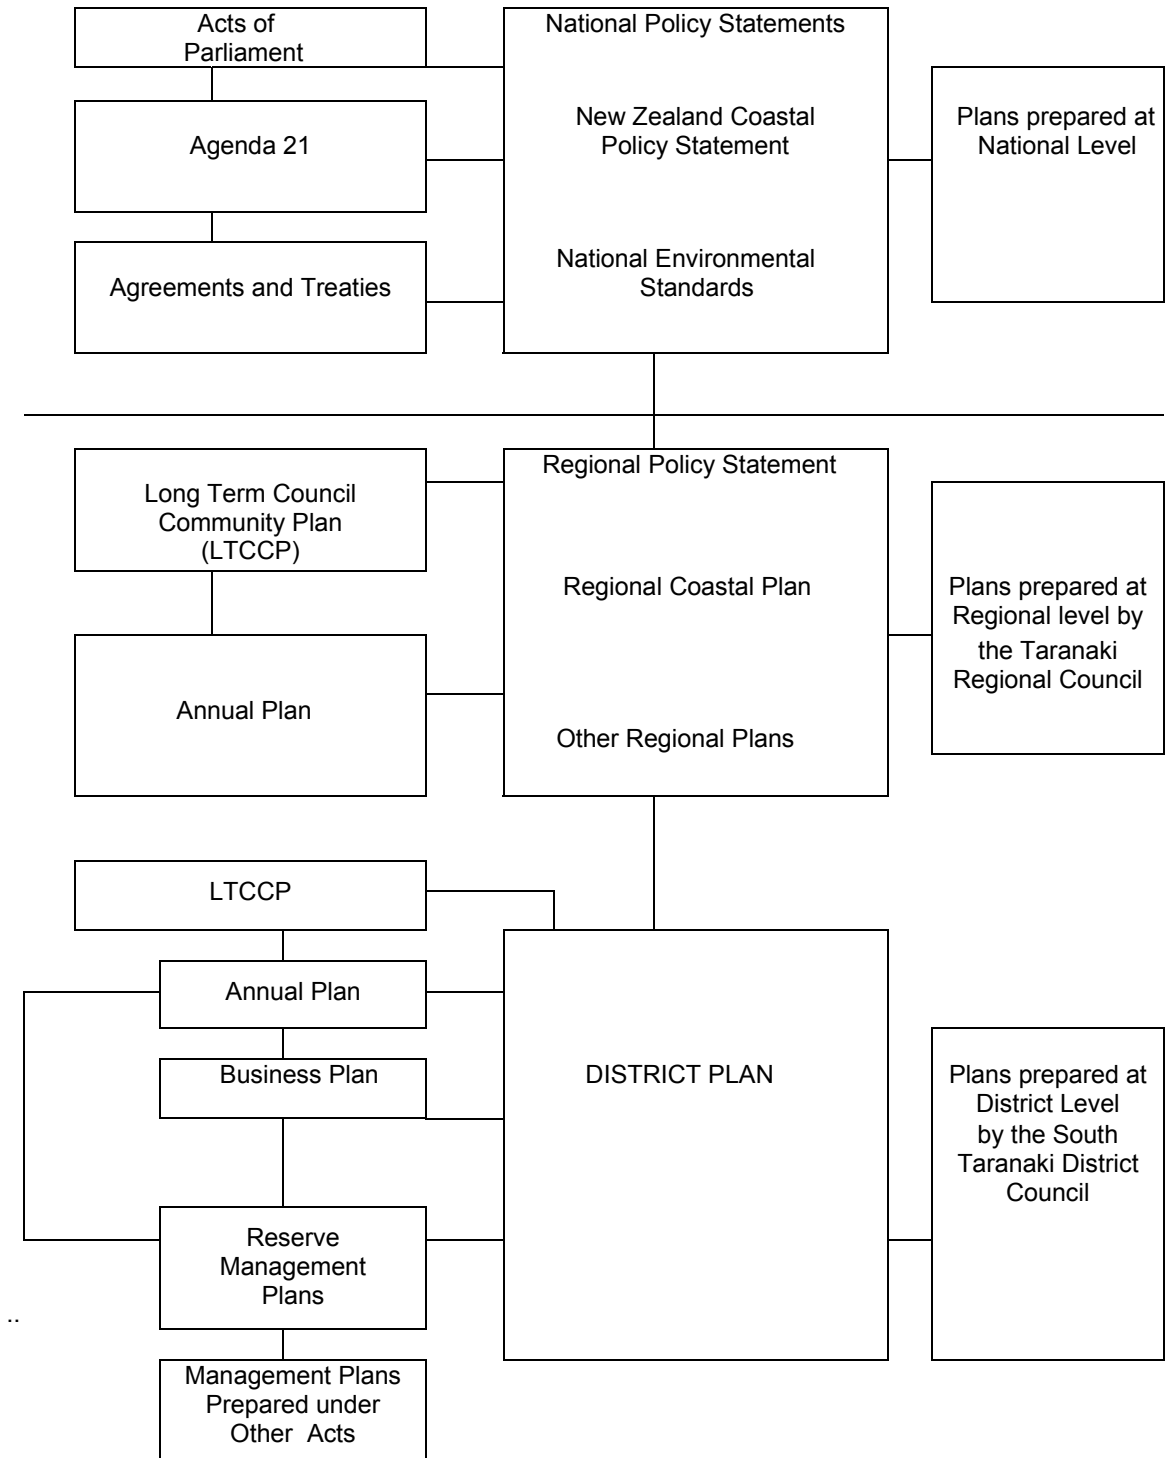 Acts of
Parliament
National Policy Statements
New Zealand Coastal
Policy Statement
Plans prepared at
National Level
Agenda 21
National Environmental
Standards
Agreements and Treaties
Regional Policy Statement
Long Term Council
Community Plan
(LTCCP)
Regional Coastal Plan
Plans prepared at
Regional level by
the Taranaki
Regional Council
Annual Plan
Other Regional Plans
LTCCP
Annual Plan
Business Plan
DISTRICT PLAN
Plans prepared at
District Level
by the South
Taranaki District
Council
Reserve
Management
Plans
..
Management Plans
Prepared under
Other Acts